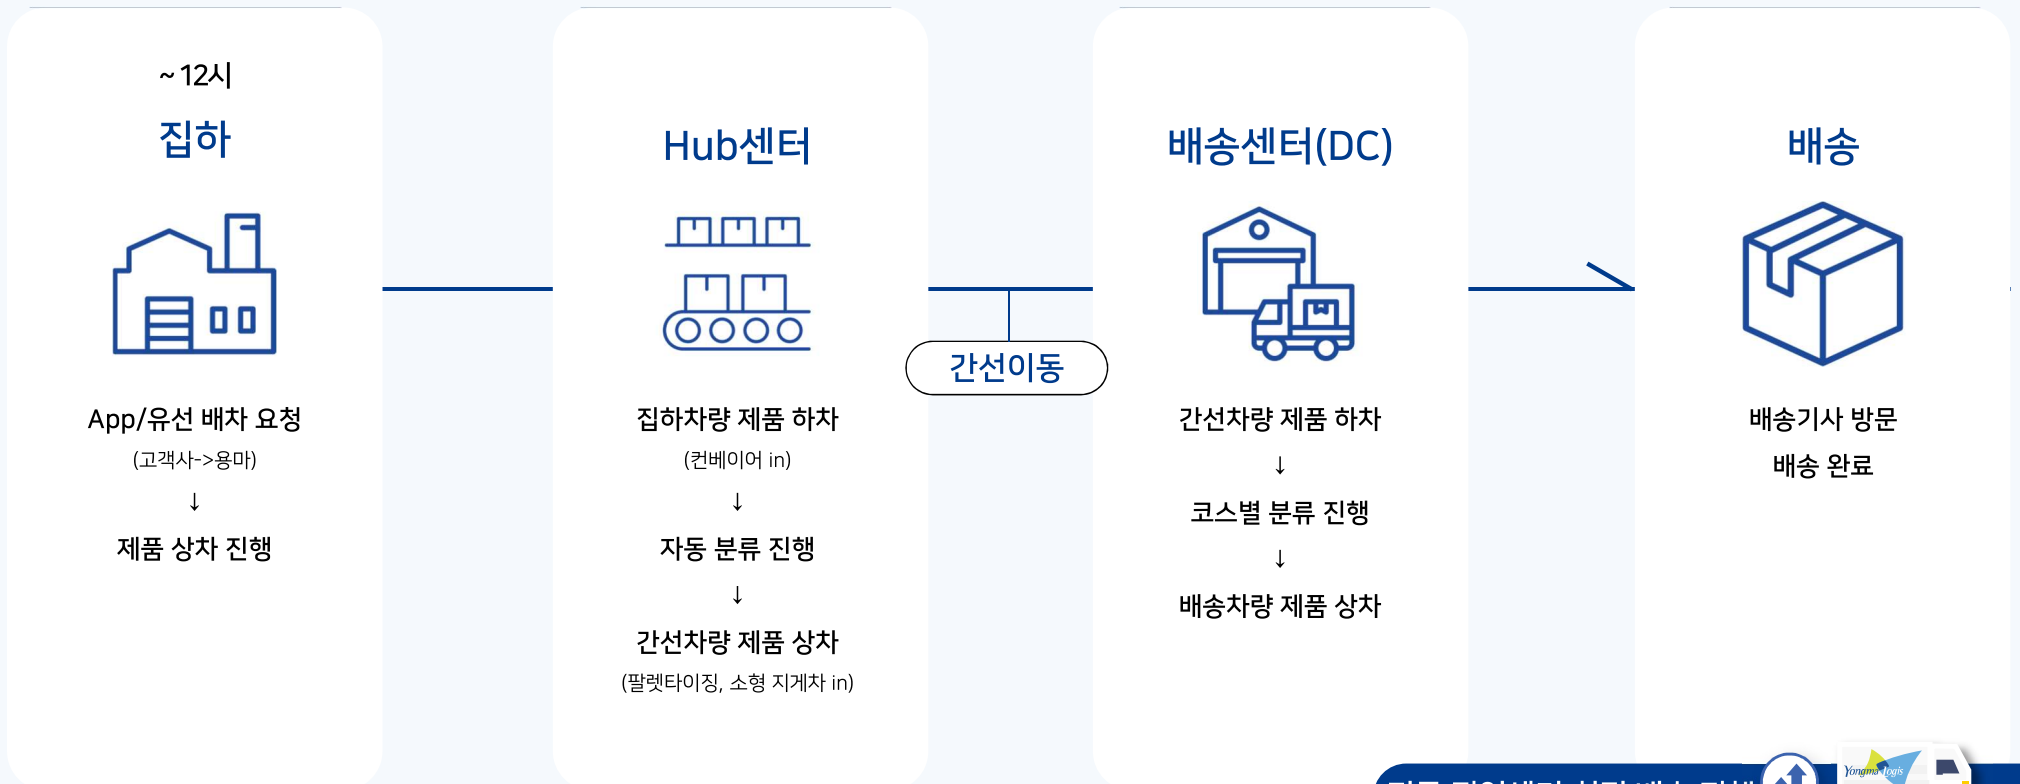 ~ 12시
집하
App/유선 배차 요청
(고객사->용마)
↓
제품 상차 진행
Hub센터
집하차량 제품 하차
(컨베이어 in)
↓
자동 분류 진행
↓
간선차량 제품 상차
(팔렛타이징, 소형 지게차 in)
간선이동
배송센터(DC)
간선차량 제품 하차
↓
코스별 분류 진행
↓
배송차량 제품 상차
배송
배송기사 방문
배송 완료
Yongma Logis